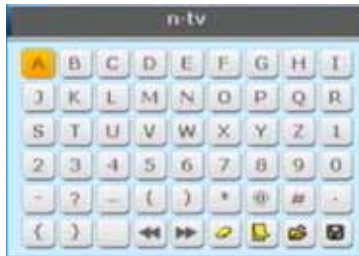 n-tv
A B C D E F G H I
J K L M N O P Q R
S T U V W X Y Z 1
2 3 4 5 6 7 8 9 0
- ? _ ( ) * @ # .
( )